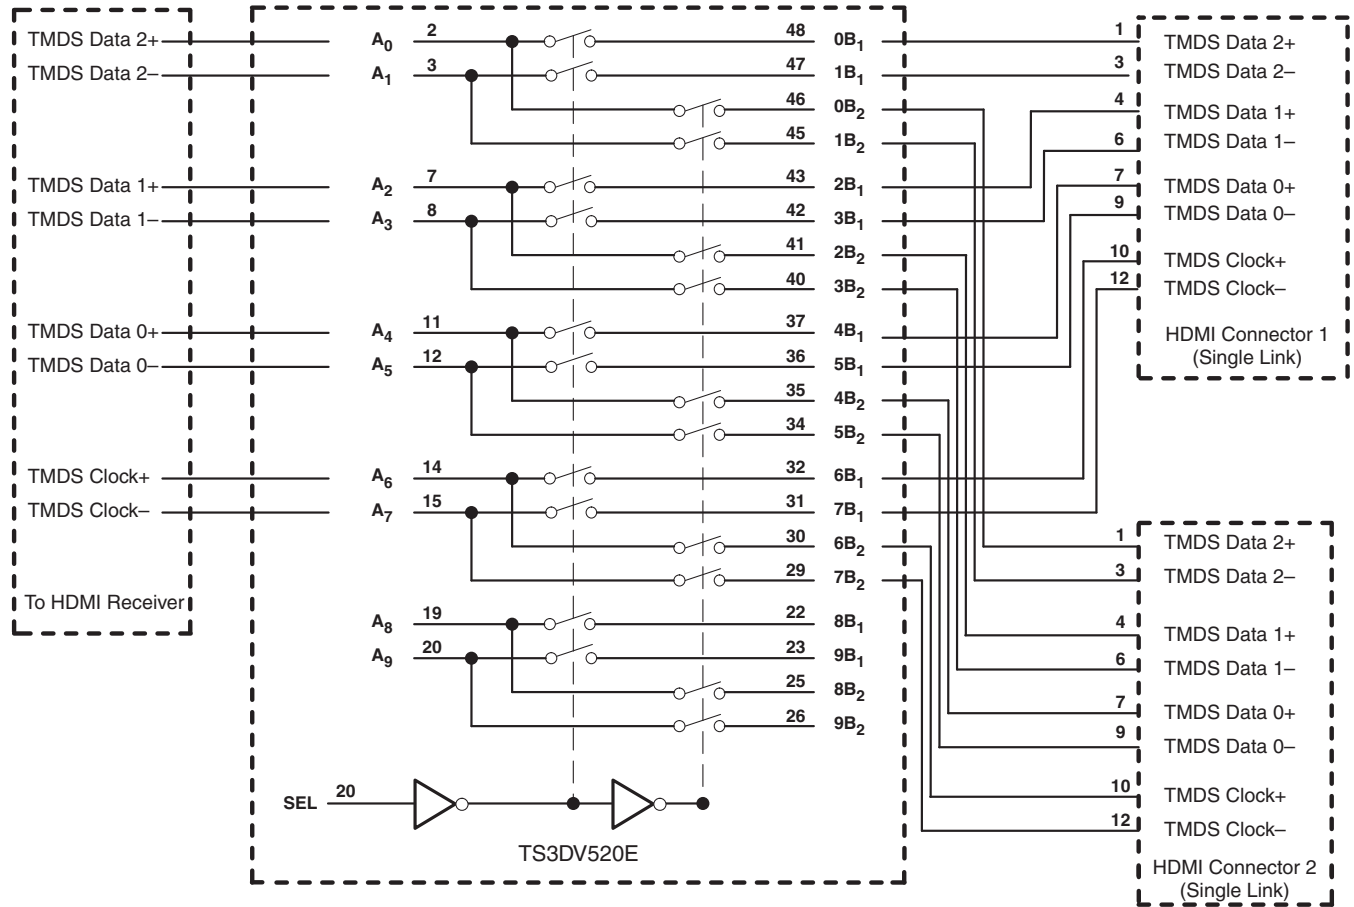 TMDS Data 2+ A0 2 48 0B1 1 TMDS Data 2+
TMDS Data 2– A1 3 47 1B1 3 TMDS Data 2–
46 0B2 4 TMDS Data 1+
45 1B2 6 TMDS Data 1–
TMDS Data 1+ A2 7 43 2B1 7 TMDS Data 0+
TMDS Data 1– A3 8 42 3B1 9 TMDS Data 0–
41 2B2 10 TMDS Clock+
40 3B2 12 TMDS Clock–
TMDS Data 0+ A4 11 37 4B1 HDMI Connector 1
TMDS Data 0– A5 12 36 5B1 (Single Link)
35 4B2
34 5B2
TMDS Clock+ A6 14 32 6B1
TMDS Clock– A7 15 31 7B1
30 6B2 1 TMDS Data 2+
29 7B2 3 TMDS Data 2–
To HDMI Receiver
A8 19 22 8B1 4 TMDS Data 1+
A9 20 23 9B1 6 TMDS Data 1–
25 8B2 7 TMDS Data 0+
26 9B2 9 TMDS Data 0–
SEL 20 10 TMDS Clock+
12 TMDS Clock–
TS3DV520E
HDMI Connector 2
(Single Link)